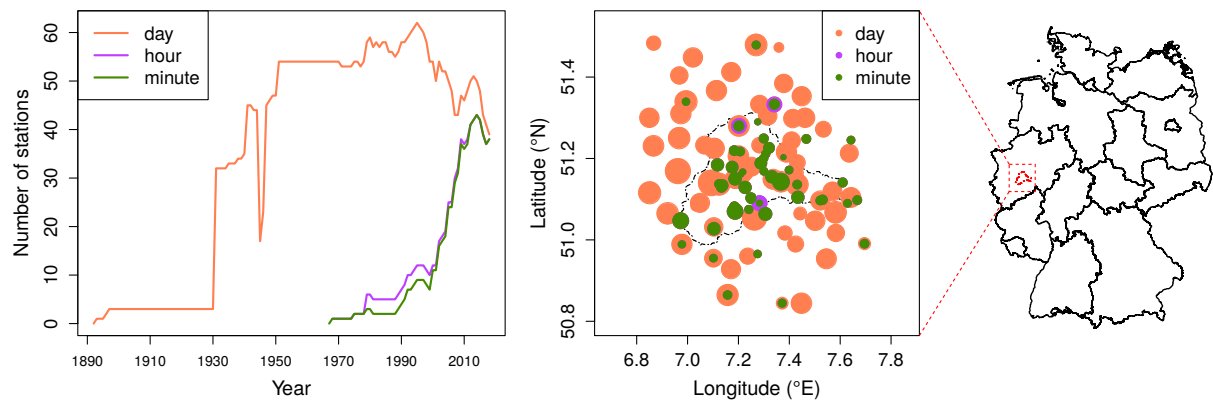 day
hour
minute
Number of stations
0
10
20
30
40
50
60
1890
1910
1930
1950
1970
1990
2010
Year
day
hour
minute
Latitude (°N)
50.8
51.0
51.2
51.4
6.8
7.0
7.2
7.4
7.6
7.8
Longitude (°E)